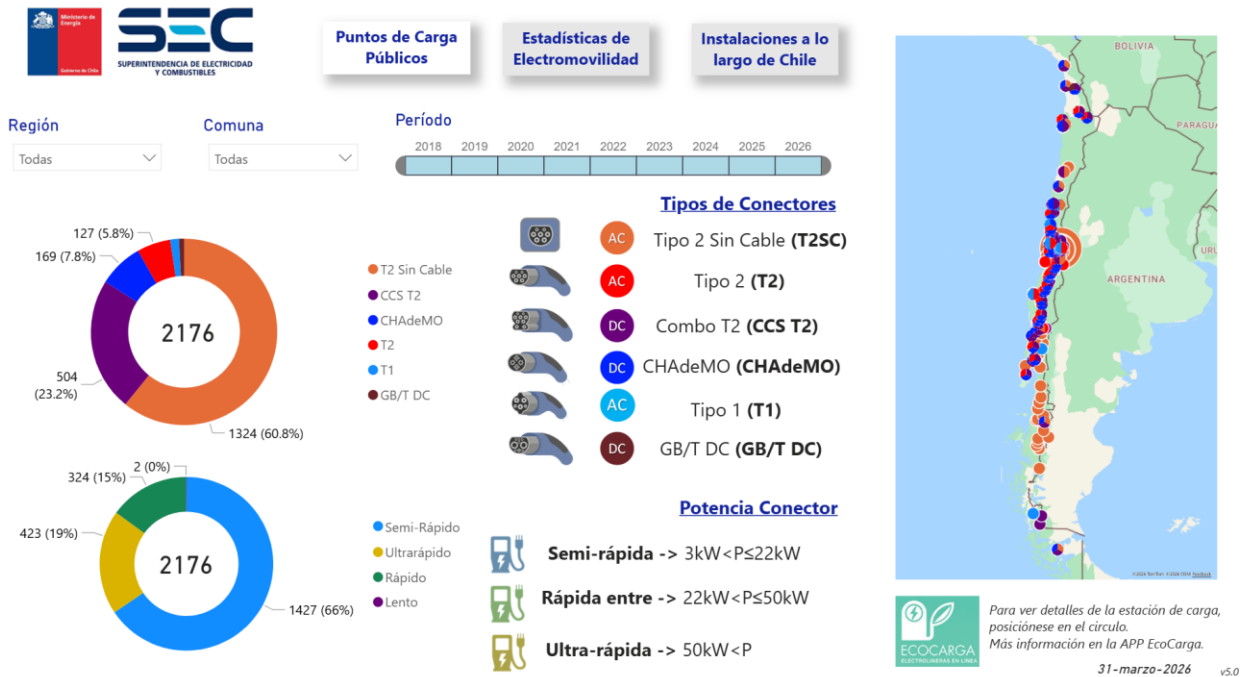 Ministerio de
Energía
Gobierno de Chile
SEC
SUPERINTENDENCIA DE ELECTRICIDAD
Y COMBUSTIBLES
Puntos de Carga
Públicos
Estadísticas de
Electromovilidad
Instalaciones a lo
largo de Chile
Región
Todas
Comuna
Todas
Período
2018 2019 2020 2021 2022 2023 2024 2025 2026
127 (5.8%)
169 (7.8%)
504
(23.2%)
1324 (60.8%)
2176
T2 Sin Cable
CCS T2
CHAdeMO
T2
T1
GB/T DC
Tipos de Conectores
AC Tipo 2 Sin Cable (T2SC)
AC Tipo 2 (T2)
DC Combo T2 (CCS T2)
DC CHAdeMO (CHAdeMO)
AC Tipo 1 (T1)
DC GB/T DC (GB/T DC)
2 (0%)
324 (15%)
423 (19%)
1427 (66%)
2176
Semi-Rápido
Ultrarápido
Rápido
Lento
Potencia Conector
Semi-rápida -> 3kW<P≤22kW
Rápida entre -> 22kW<P≤50kW
Ultra-rápida -> 50kW<P
BOLIVIA
PARAGU
URU
ARGENTINA
ECOCARGA
ELECTROLINERAS EN LÍNEA
Para ver detalles de la estación de carga,
posiciónese en el circulo.
Más información en la APP EcoCarga.
31-marzo-2026
v5.0